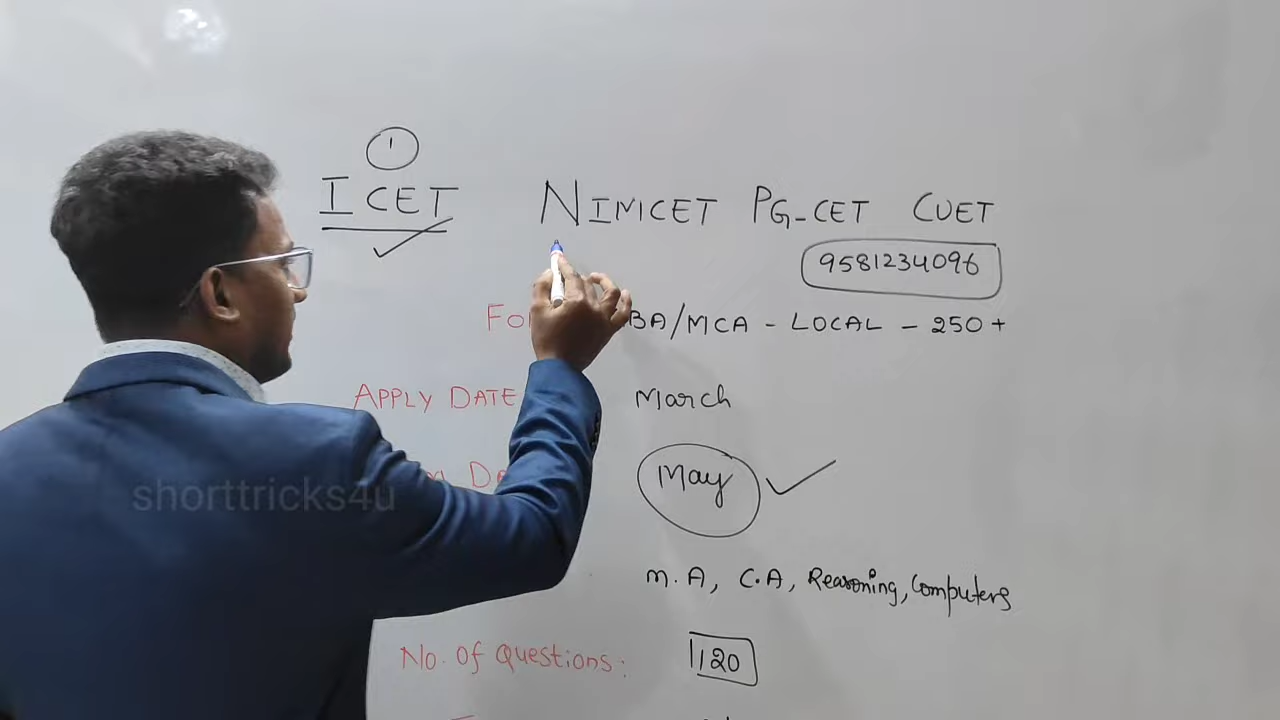 1
ICET NIMCET PG-CET CUET
9581234096
BA/MCA - LOCAL - 250+
APPLY DATE March
May
M.A, C.A, Reasoning, Computers
No. of Questions: 120
shorttricks4u